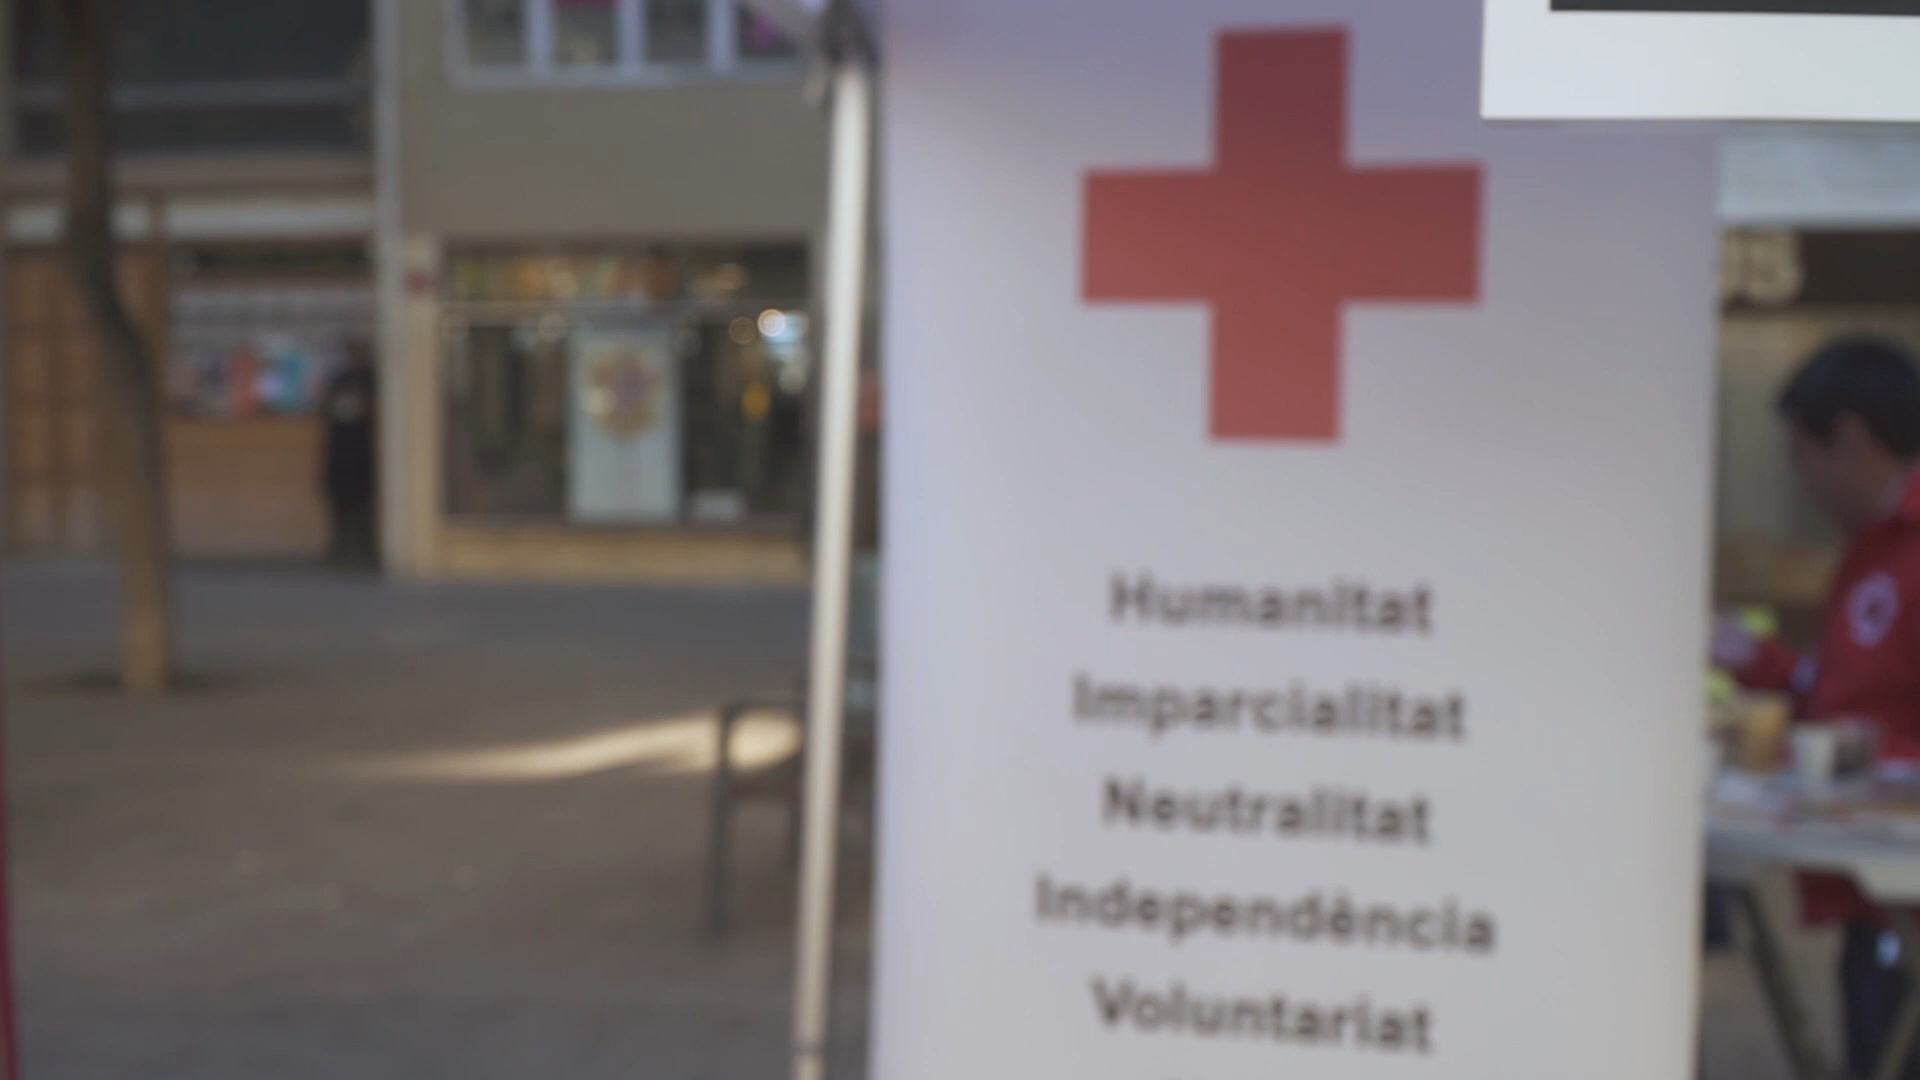 Humanitat
Imparcialitat
Neutralitat
Independència
Voluntariat